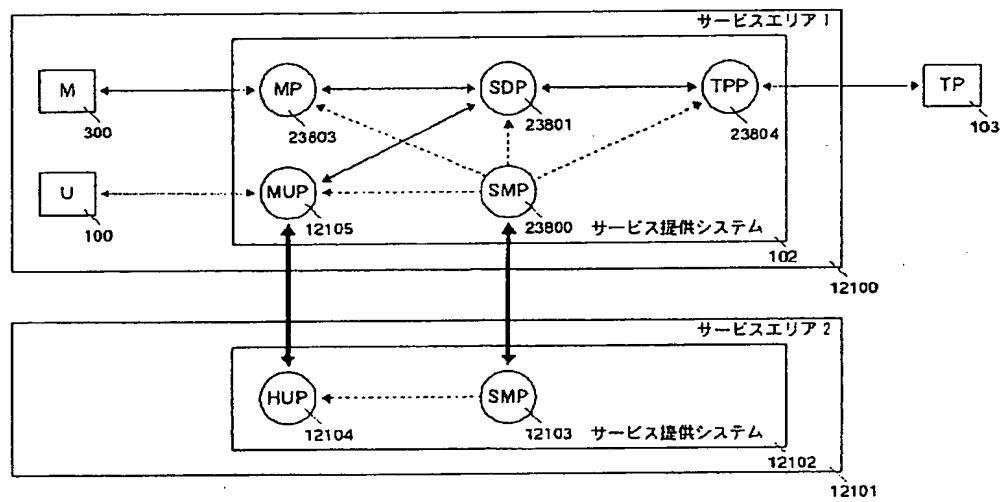 サービスエリア 1
M
300
MP
23803
SDP
23801
TPP
23804
TP
103
U
100
MUP
12105
SMP
23800
サービス提供システム
102
12100
サービスエリア 2
HUP
12104
SMP
12103
サービス提供システム
12102
12101